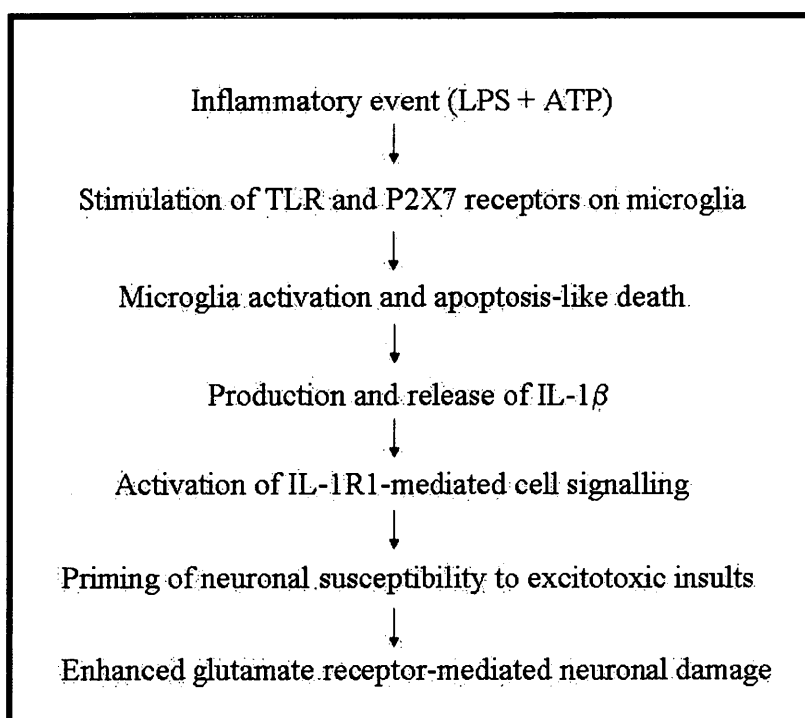 Inflammatory event (LPS + ATP)
Stimulation of TLR and P2X7 receptors on microglia
Microglia activation and apoptosis-like death
Production and release of IL-1β
Activation of IL-1R1-mediated cell signalling
Priming of neuronal susceptibility to excitotoxic insults
Enhanced glutamate receptor-mediated neuronal damage